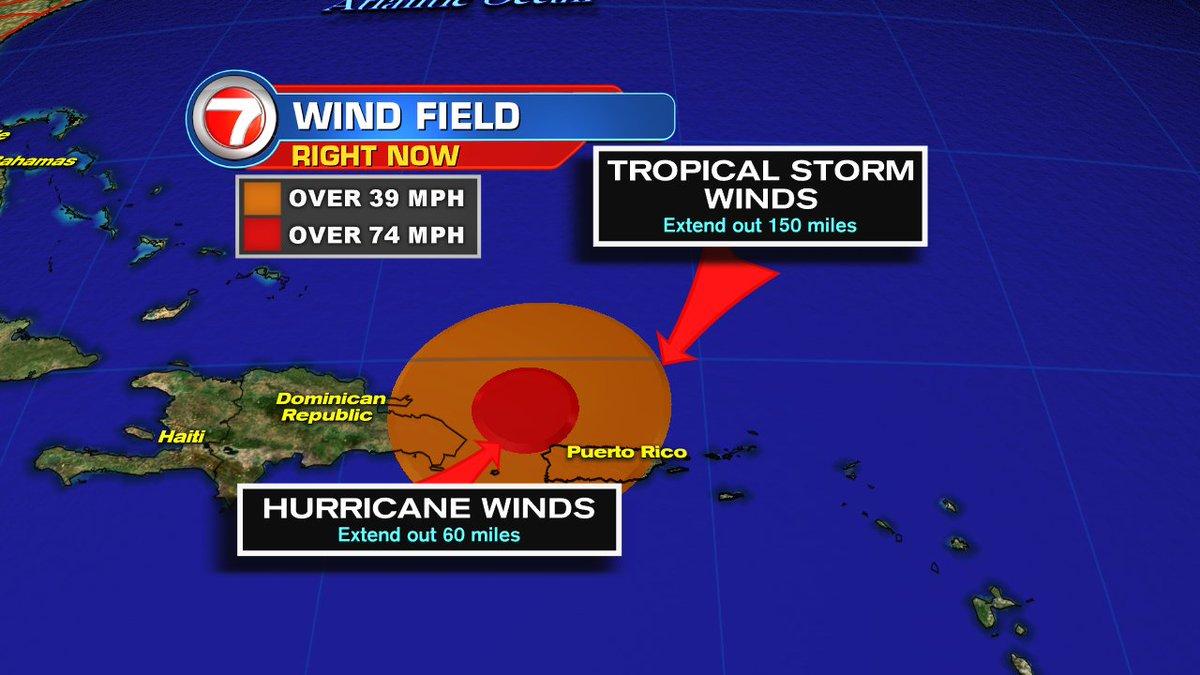 Atlantic Ocean
7
WIND FIELD
RIGHT NOW
OVER 39 MPH
OVER 74 MPH
TROPICAL STORM
WINDS
Extend out 150 miles
Bahamas
Dominican
Republic
Haiti
Puerto Rico
HURRICANE WINDS
Extend out 60 miles